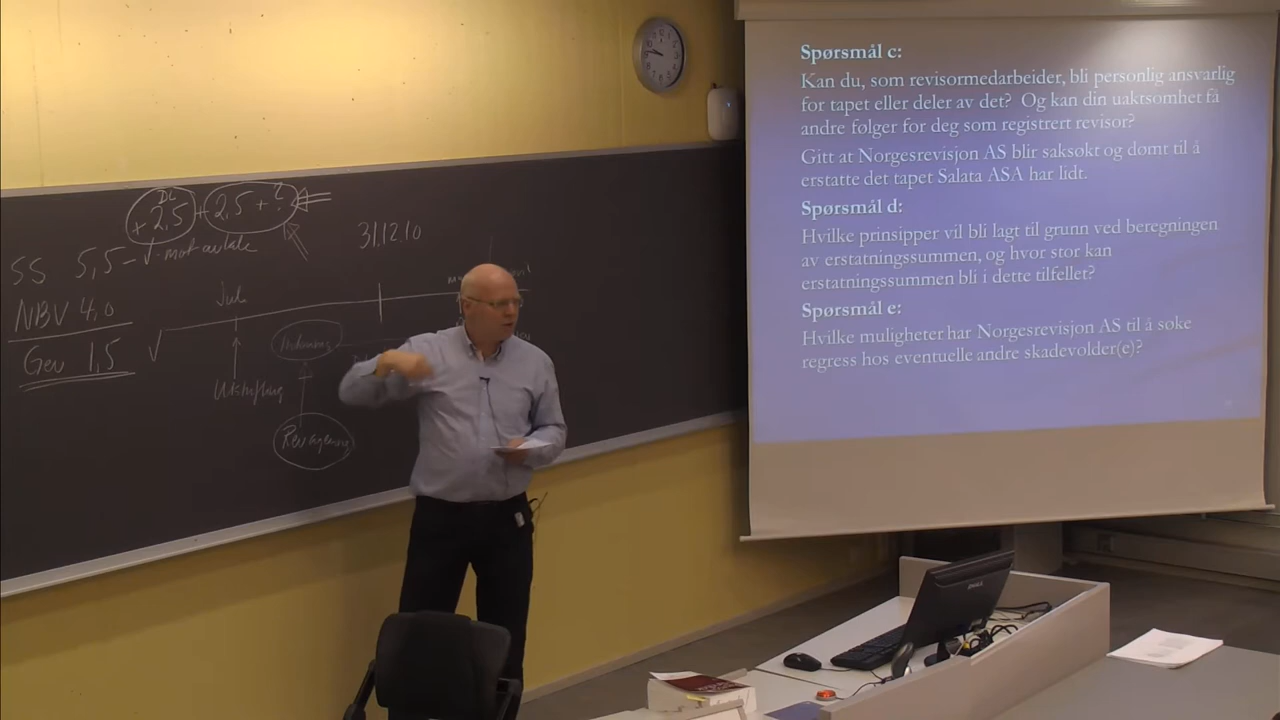 + 2,5 + 2,5 + ?
SS 5,5 - mot avtale
NBV 4,0
Gev 1,5
31.12.10
Juli
Utskifting
Spørsmål c:
Kan du, som revisormedarbeider, bli personlig ansvarlig
for tapet eller deler av det? Og kan din uaktsomhet få
andre følger for deg som registrert revisor?
Gitt at Norgesrevisjon AS blir saksøkt og dømt til å
erstatte det tapet Salata ASA har lidt.
Spørsmål d:
Hvilke prinsipper vil bli lagt til grunn ved beregningen
av erstatningssummen, og hvor stor kan
erstatningssummen bli i dette tilfellet?
Spørsmål e:
Hvilke muligheter har Norgesrevisjon AS til å søke
regress hos eventuelle andre skadevolder(e)?
DELL